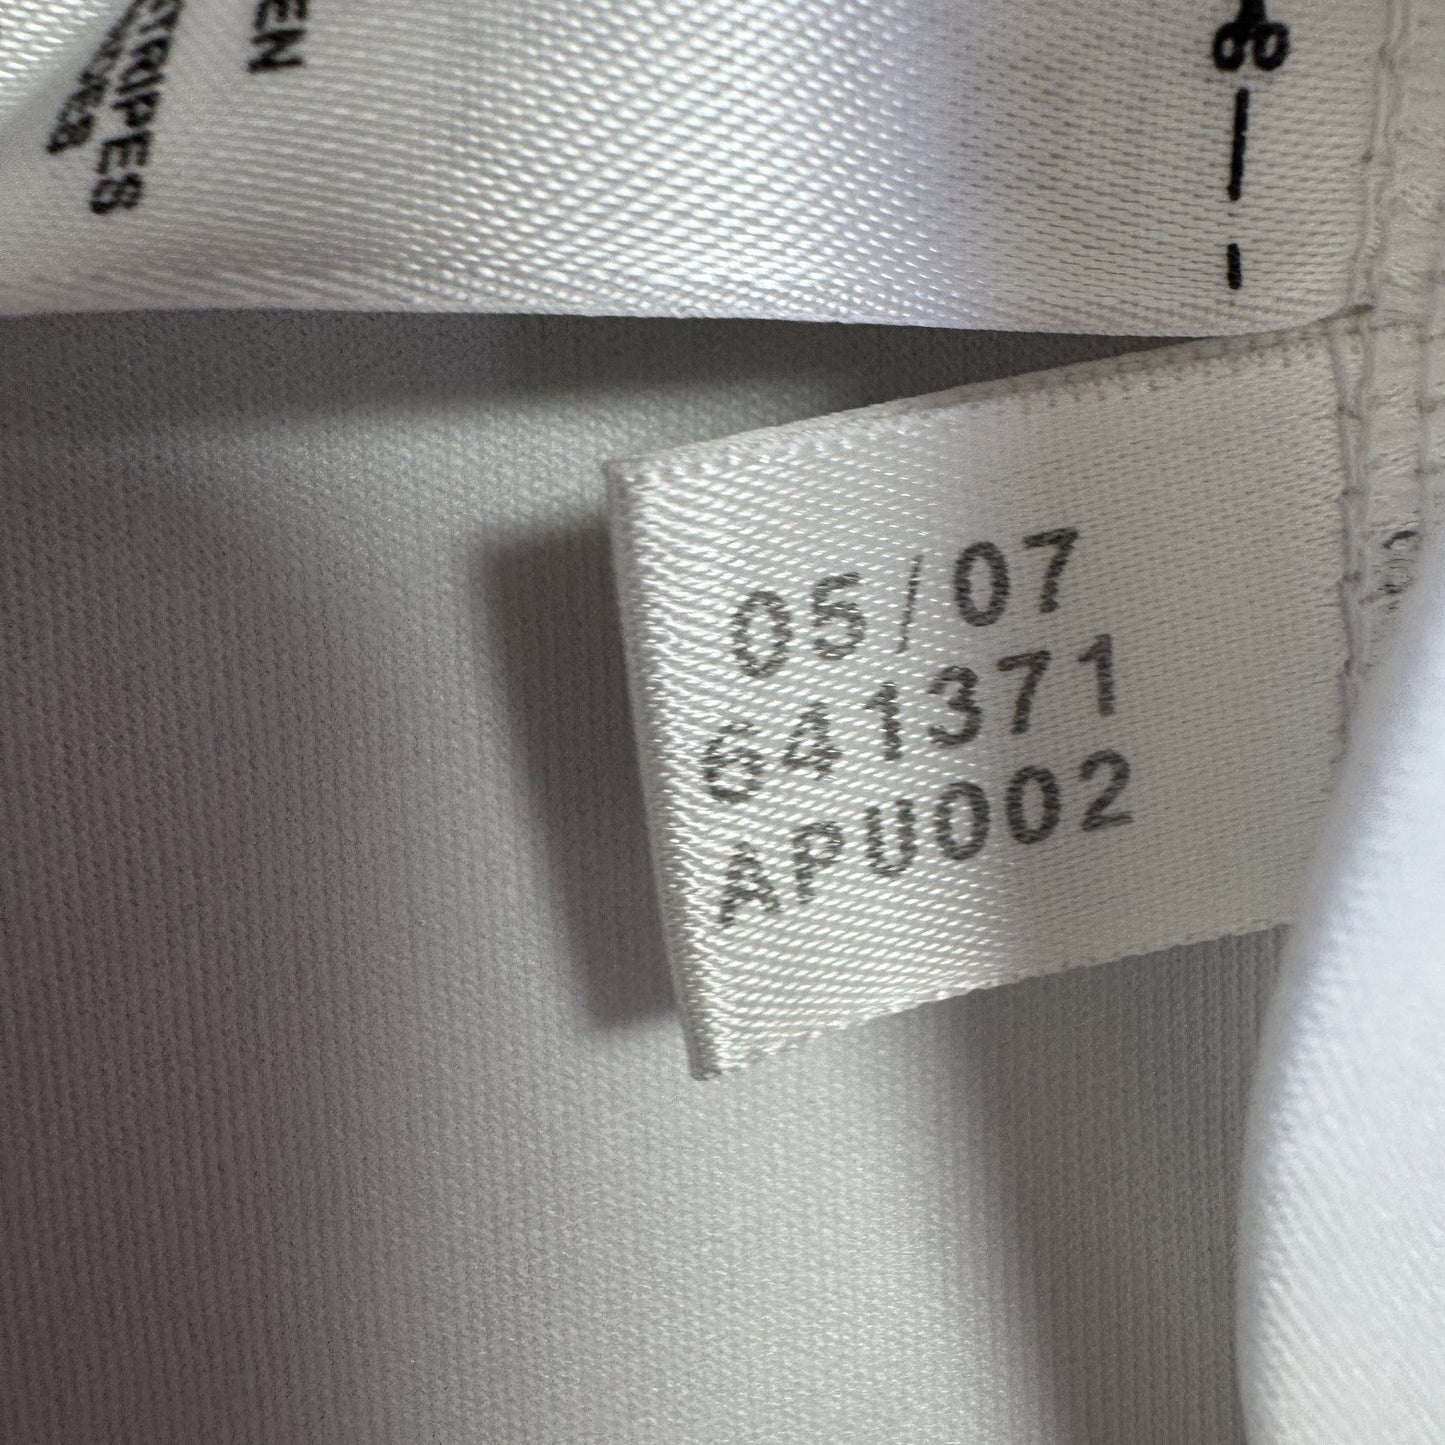 EN
STRIPES
05/07
641371
APU002